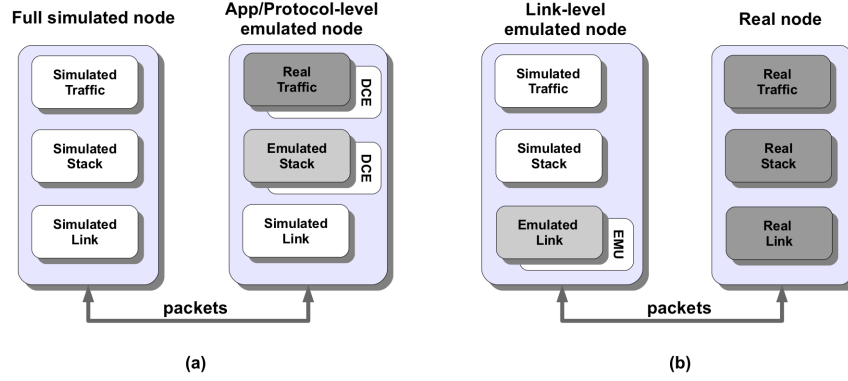 Full simulated node
App/Protocol-level
emulated node
Link-level
emulated node
Real node
Simulated
Traffic
Simulated
Stack
Simulated
Link
Real
Traffic
DCE
Emulated
Stack
DCE
Simulated
Link
packets
(a)
Simulated
Traffic
Simulated
Stack
Emulated
Link
EMU
Real
Traffic
Real
Stack
Real
Link
packets
(b)